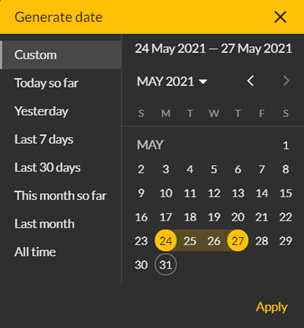 Generate date
Custom
Today so far
Yesterday
Last 7 days
Last 30 days
This month so far
Last month
All time
24 May 2021 — 27 May 2021
MAY 2021
S M T W T F S
MAY 1
2 3 4 5 6 7 8
9 10 11 12 13 14 15
16 17 18 19 20 21 22
23 24 25 26 27 28 29
30 31
Apply